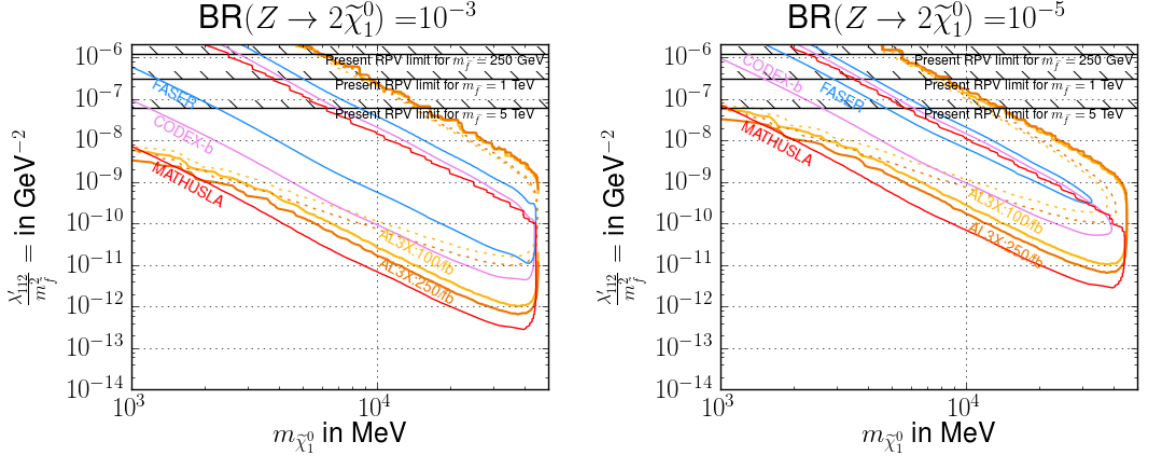 BR(Z → 2χ̃₁⁰) =10⁻³
10⁻⁶
10⁻⁷
10⁻⁸
10⁻⁹
10⁻¹⁰
10⁻¹¹
10⁻¹²
10⁻¹³
10⁻¹⁴
λ′₁₁₂/m²_f̃ = in GeV⁻²
Present RPV limit for m_f̃ = 250 GeV
Present RPV limit for m_f̃ = 1 TeV
Present RPV limit for m_f̃ = 5 TeV
FASER
CODEX-b
MATHUSLA
AL3X:100/fb
AL3X:250/fb
10³
10⁴
m_χ̃₁⁰ in MeV
BR(Z → 2χ̃₁⁰) =10⁻⁵
10⁻⁶
10⁻⁷
10⁻⁸
10⁻⁹
10⁻¹⁰
10⁻¹¹
10⁻¹²
10⁻¹³
10⁻¹⁴
λ′₁₁₂/m²_f̃ = in GeV⁻²
Present RPV limit for m_f̃ = 250 GeV
Present RPV limit for m_f̃ = 1 TeV
Present RPV limit for m_f̃ = 5 TeV
CODEX-b
FASER
MATHUSLA
AL3X:100/fb
AL3X:250/fb
10³
10⁴
m_χ̃₁⁰ in MeV